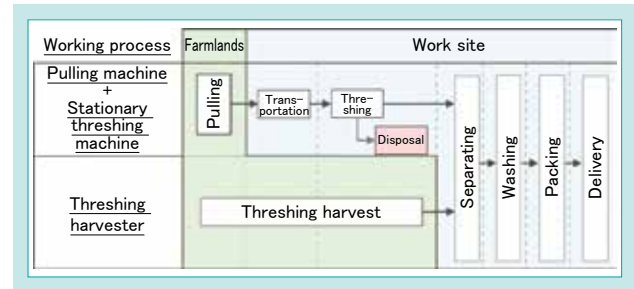 Working process
Farmlands
Work site
Pulling machine
+
Stationary
threshing
machine
Pulling
Trans-
portation
Thre-
shing
Disposal
Threshing
harvester
Threshing harvest
Separating
Washing
Packing
Delivery